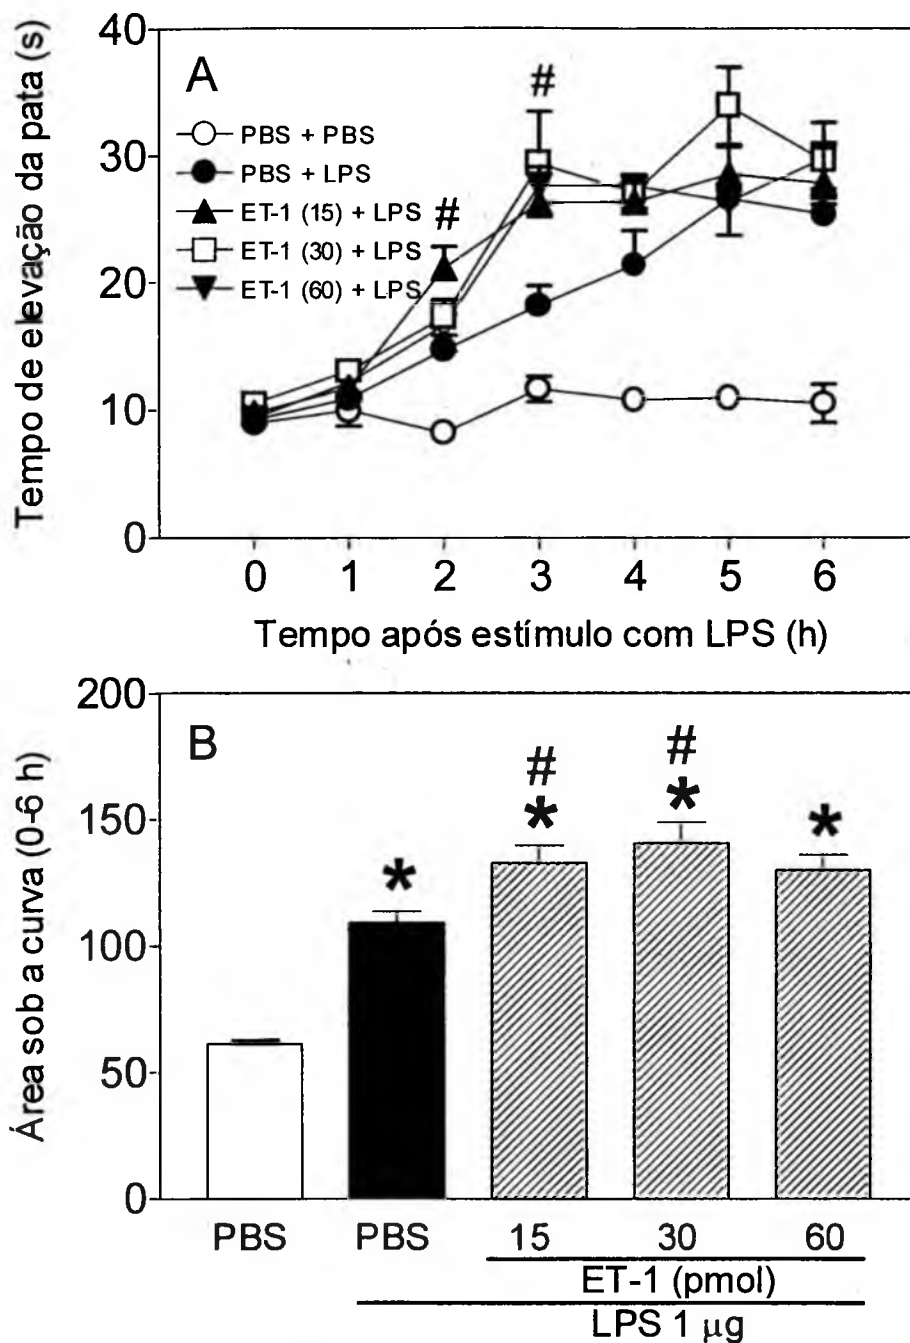 Tempo de elevação da pata (s)
40
30
20
10
0
A
#
#
PBS + PBS
PBS + LPS
ET-1 (15) + LPS
ET-1 (30) + LPS
ET-1 (60) + LPS
0 1 2 3 4 5 6
Tempo após estímulo com LPS (h)
Área sob a curva (0-6 h)
200
150
100
50
0
B
# #
* * * *
PBS PBS 15 30 60
ET-1 (pmol)
LPS 1 µg